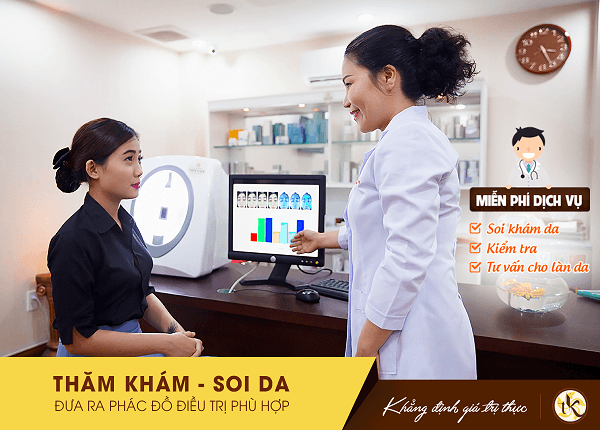 MIỄN PHÍ DỊCH VỤ
Soi khám da
Kiểm tra
Tư vấn cho làn da
THĂM KHÁM - SOI DA
ĐƯA RA PHÁC ĐỒ ĐIỀU TRỊ PHÙ HỢP
Khẳng định giá trị thực
tk